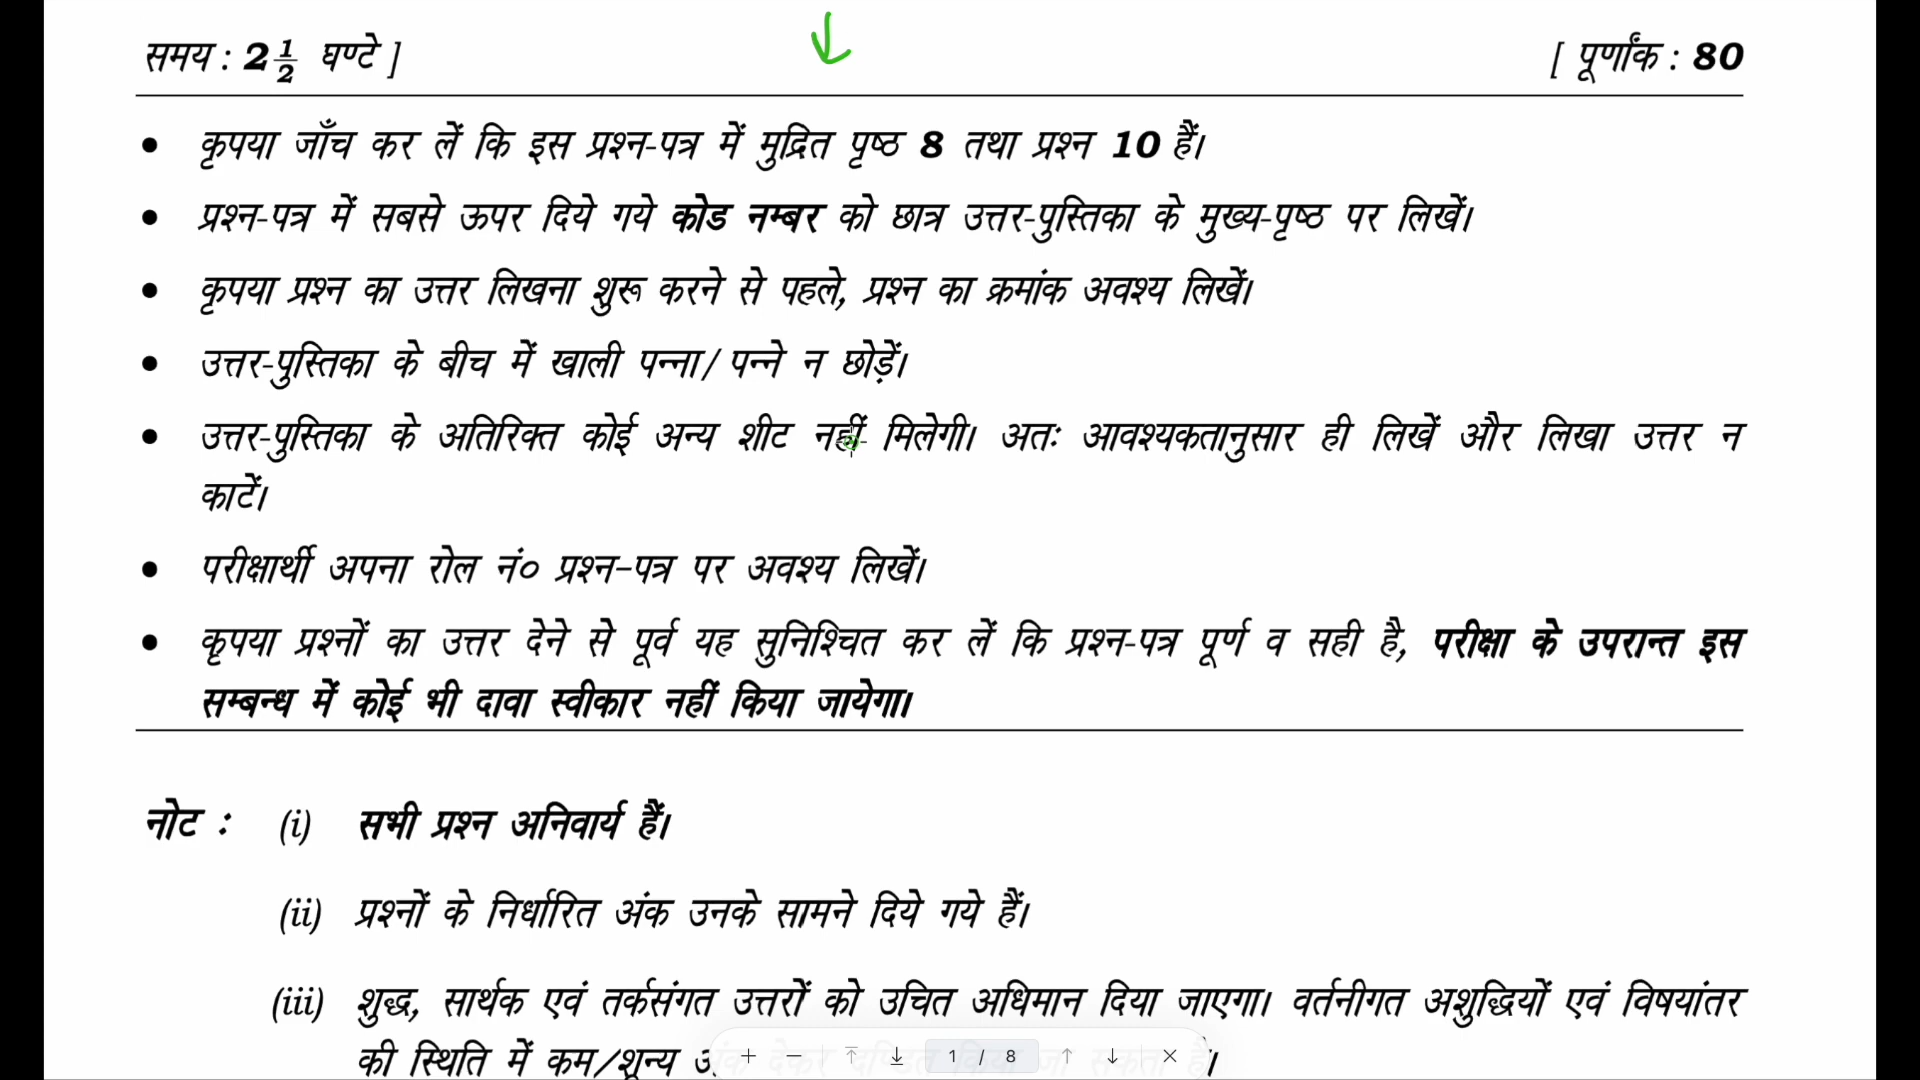 समय : 2 1/2 घण्टे ]
[ पूर्णांक : 80
• कृपया जाँच कर लें कि इस प्रश्न-पत्र में मुद्रित पृष्ठ 8 तथा प्रश्न 10 हैं।
• प्रश्न-पत्र में सबसे ऊपर दिये गये कोड नम्बर को छात्र उत्तर-पुस्तिका के मुख्य-पृष्ठ पर लिखें।
• कृपया प्रश्न का उत्तर लिखना शुरू करने से पहले, प्रश्न का क्रमांक अवश्य लिखें।
• उत्तर-पुस्तिका के बीच में खाली पन्ना/ पन्ने न छोड़ें।
• उत्तर-पुस्तिका के अतिरिक्त कोई अन्य शीट नहीं मिलेगी। अतः आवश्यकतानुसार ही लिखें और लिखा उत्तर न
काटें।
• परीक्षार्थी अपना रोल नं० प्रश्न-पत्र पर अवश्य लिखें।
• कृपया प्रश्नों का उत्तर देने से पूर्व यह सुनिश्चित कर लें कि प्रश्न-पत्र पूर्ण व सही है, परीक्षा के उपरान्त इस
सम्बन्ध में कोई भी दावा स्वीकार नहीं किया जायेगा।
नोट : (i) सभी प्रश्न अनिवार्य हैं।
(ii) प्रश्नों के निर्धारित अंक उनके सामने दिये गये हैं।
(iii) शुद्ध, सार्थक एवं तर्कसंगत उत्तरों को उचित अधिमान दिया जाएगा। वर्तनीगत अशुद्धियों एवं विषयांतर
की स्थिति में कम/शून्य अंक देकर दण्डित किया जा सकता है।
1 / 8